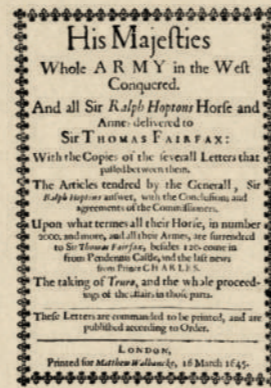 His Majeſties
Whole ARMY in the Weſt
Conquered.
And all Sir Ralph Hoptons Horſe and
Armes delivered to
Sir THOMAS FAIRFAX:
With the Copies of the ſeverall Letters that
paſſed between them.
The Articles tendred by the Generall, Sir
Ralph Hoptons anſwer, with the Concluſions and
agreements of the Commiſſioners.
Upon what termes all their Horſe, in number
2000. and more, and all their Armes, are ſurrendred
to Sir Thomas Fairfax, beſides 120. come in
from Pendennis Caſtle, and the laſt news
from Prince CHARLES.
The taking of Truro, and the whole proceed-
ings of the affairs in thoſe parts.
Theſe Letters are commanded to be printed, and are
publiſhed according to Order.
LONDON,
Printed for Matthew Walbancke, 16 March 1645.